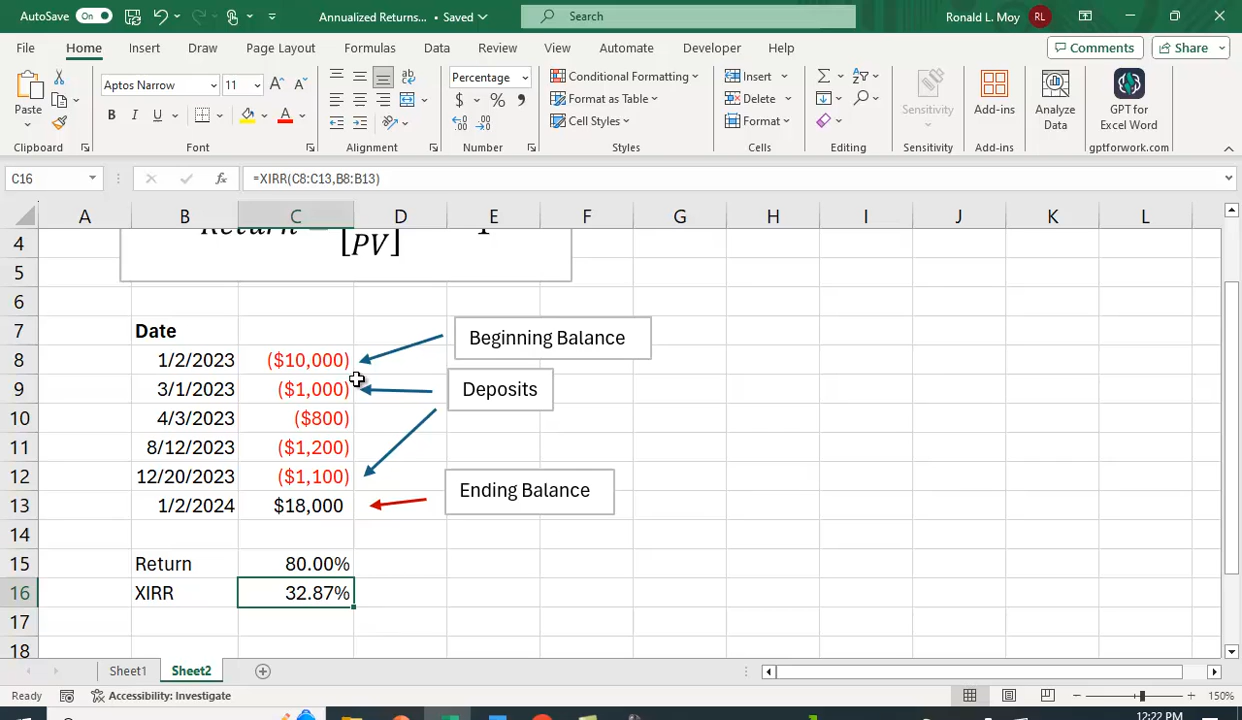 AutoSave On Annualized Returns... • Saved Search Ronald L. Moy RL
File Home Insert Draw Page Layout Formulas Data Review View Automate Developer Help Comments Share
Paste Aptos Narrow 11 A A ab Percentage Conditional Formatting Insert Sensitivity Add-ins Analyze Data GPT for Excel Word
B I U A $ % 9 Format as Table Delete
Cell Styles Format
Clipboard Font Alignment Number Styles Cells Editing Sensitivity Add-ins gptforwork.com
C16 fx =XIRR(C8:C13,B8:B13)
A B C D E F G H I J K L
4 [PV]
5
6
7 Date Beginning Balance
8 1/2/2023 ($10,000)
9 3/1/2023 ($1,000) Deposits
10 4/3/2023 ($800)
11 8/12/2023 ($1,200)
12 12/20/2023 ($1,100) Ending Balance
13 1/2/2024 $18,000
14
15 Return 80.00%
16 XIRR 32.87%
17
18
Sheet1 Sheet2
Ready Accessibility: Investigate 150%
12:22 PM